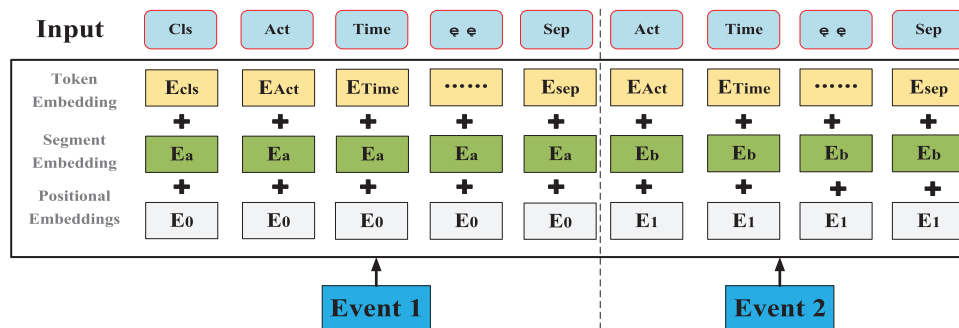 Input Cls Act Time ẹ ẹ Sep Act Time ẹ ẹ Sep
Token Embedding Ecls EAct ETime ······ Esep EAct ETime ······ Esep
+ + + + + + + + +
Segment Embedding Ea Ea Ea Ea Ea Eb Eb Eb Eb
+ + + + + + + + +
Positional Embeddings E0 E0 E0 E0 E0 E1 E1 E1 E1
Event 1 Event 2